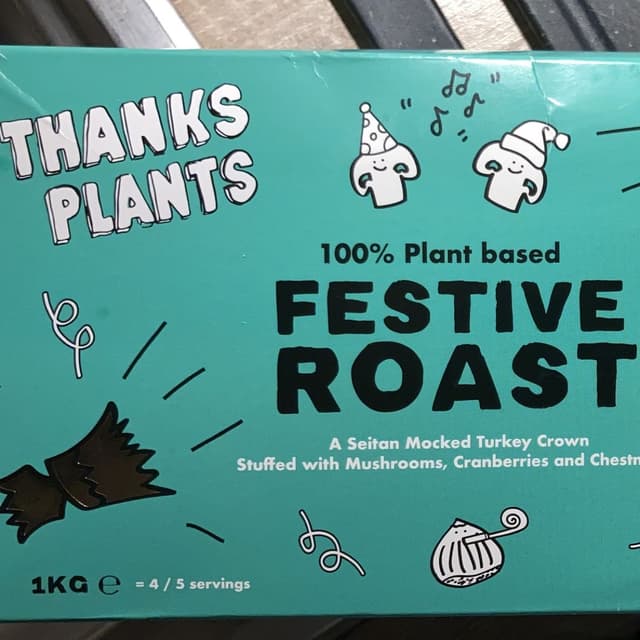 THANKS
PLANTS
100% Plant based
FESTIVE
ROAST
A Seitan Mocked Turkey Crown
Stuffed with Mushrooms, Cranberries and Chestn
1KG ℮ = 4 / 5 servings